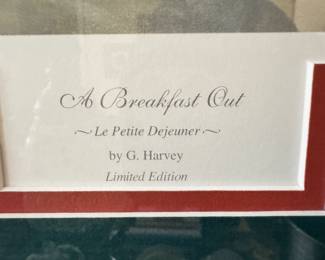 A Breakfast Out
~Le Petite Dejeuner~
by G. Harvey
Limited Edition